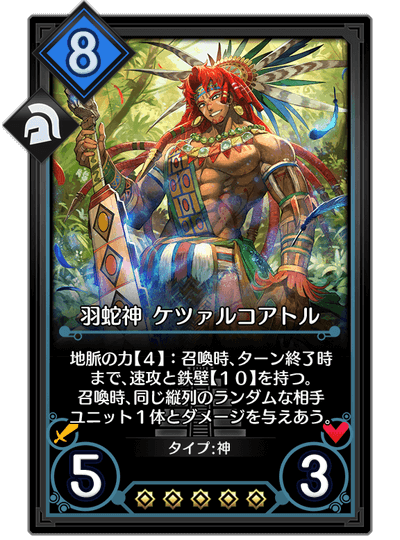 8
羽蛇神 ケツァルコアトル
地脈の力【４】：召喚時、ターン終了時
まで、速攻と鉄壁【１０】を持つ。
召喚時、同じ縦列のランダムな相手
ユニット１体とダメージを与えあう。
タイプ:神
5
3